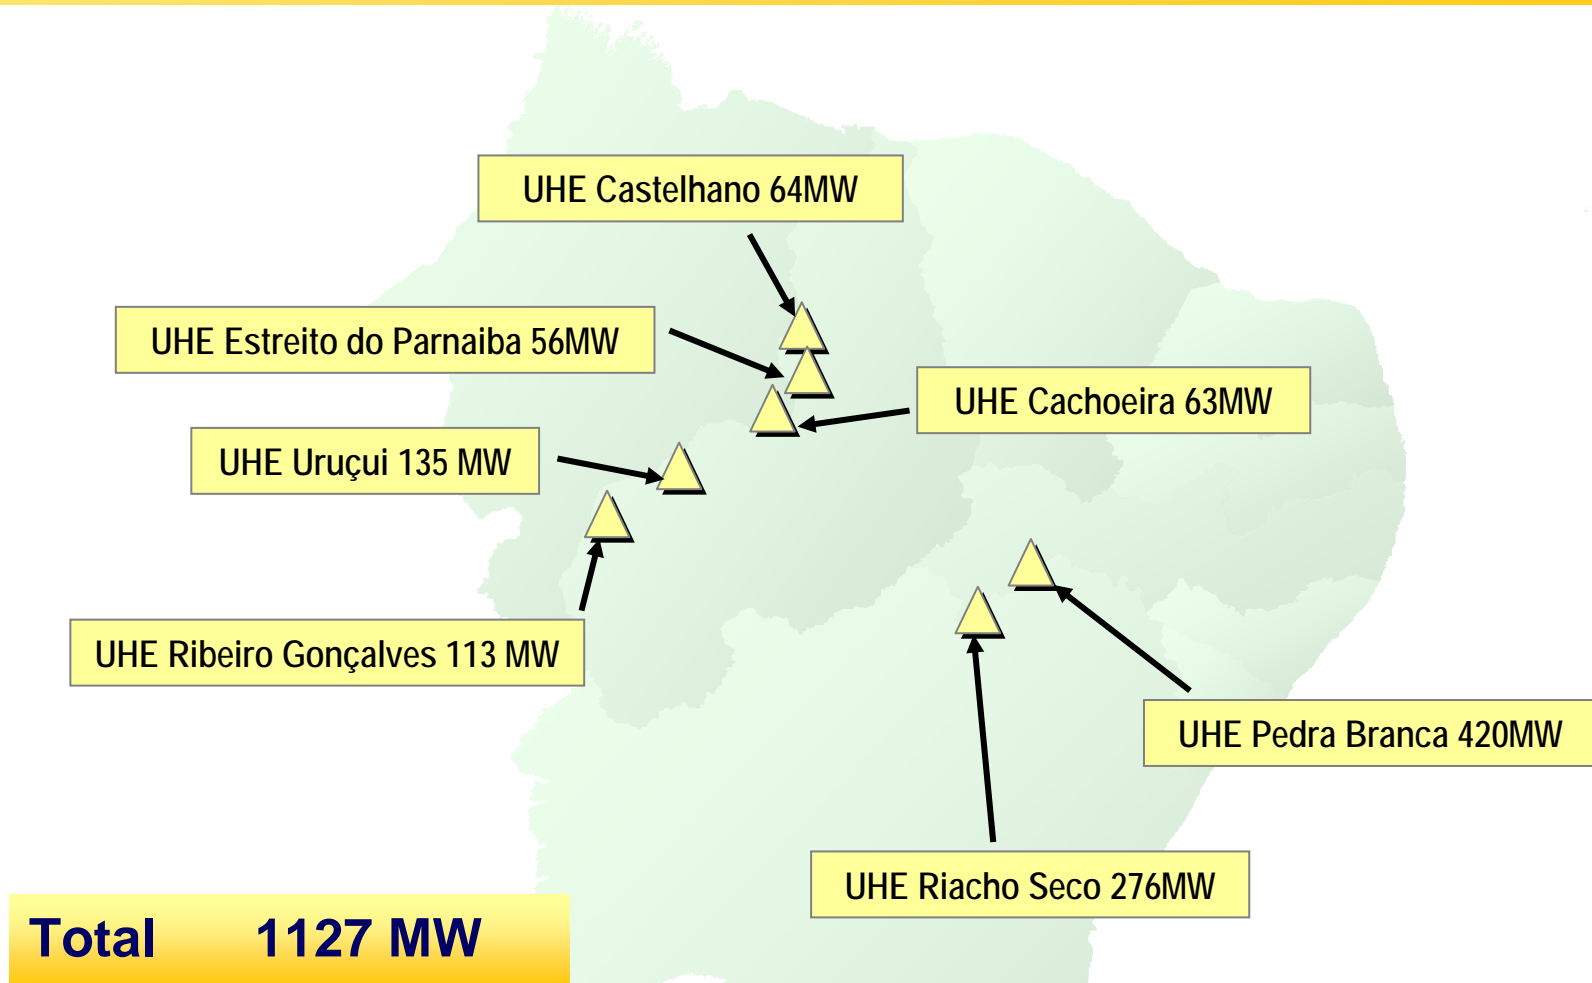 UHE Castelhano 64MW
UHE Estreito do Parnaiba 56MW
UHE Cachoeira 63MW
UHE Uruçui 135 MW
UHE Ribeiro Gonçalves 113 MW
UHE Pedra Branca 420MW
UHE Riacho Seco 276MW
Total 1127 MW